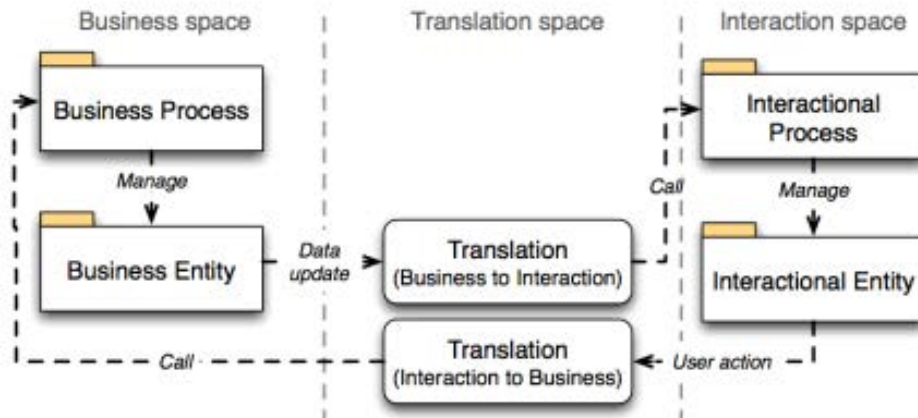 Business space
Translation space
Interaction space
Business Process
Interactional
Process
Manage
Call
Manage
Business Entity
Data
update
Translation
(Business to Interaction)
Interactional Entity
Call
Translation
(Interaction to Business)
User action